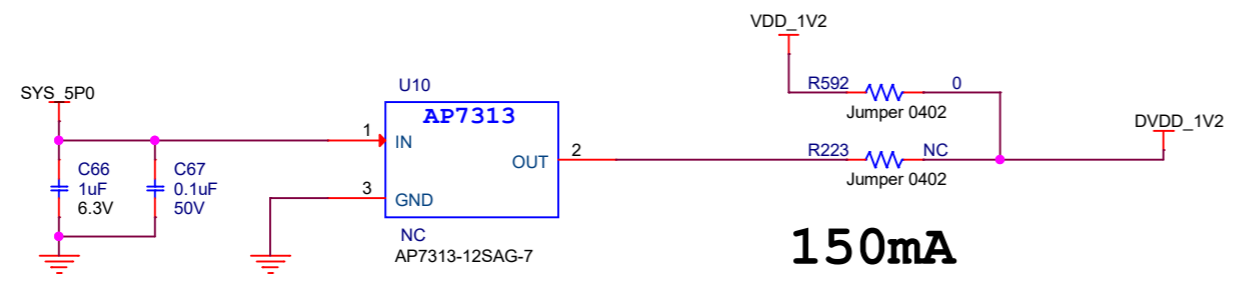 VDD_1V2
SYS_5P0
U10
R592
0
AP7313
Jumper 0402
DVDD_1V2
1
IN
2
OUT
R223
NC
C66
1uF
6.3V
C67
0.1uF
50V
Jumper 0402
3
GND
NC
AP7313-12SAG-7
150mA